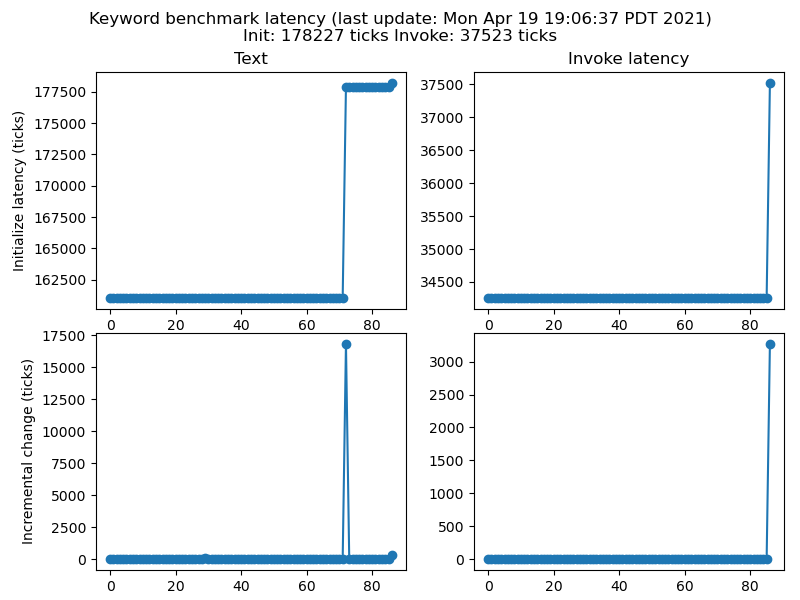 Keyword benchmark latency (last update: Mon Apr 19 19:06:37 PDT 2021)
Init: 178227 ticks Invoke: 37523 ticks
Text
Invoke latency
Initialize latency (ticks)
177500
175000
172500
170000
167500
165000
162500
0 20 40 60 80
37500
37000
36500
36000
35500
35000
34500
0 20 40 60 80
Incremental change (ticks)
17500
15000
12500
10000
7500
5000
2500
0
0 20 40 60 80
3000
2500
2000
1500
1000
500
0
0 20 40 60 80